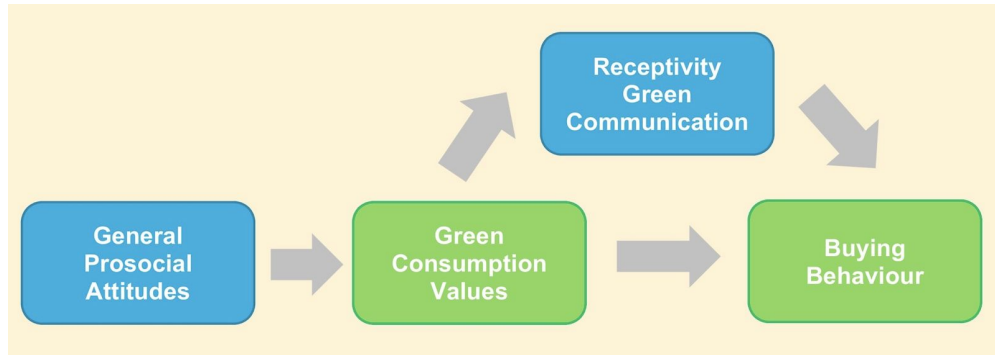 Receptivity
Green
Communication
General
Prosocial
Attitudes
Green
Consumption
Values
Buying
Behaviour